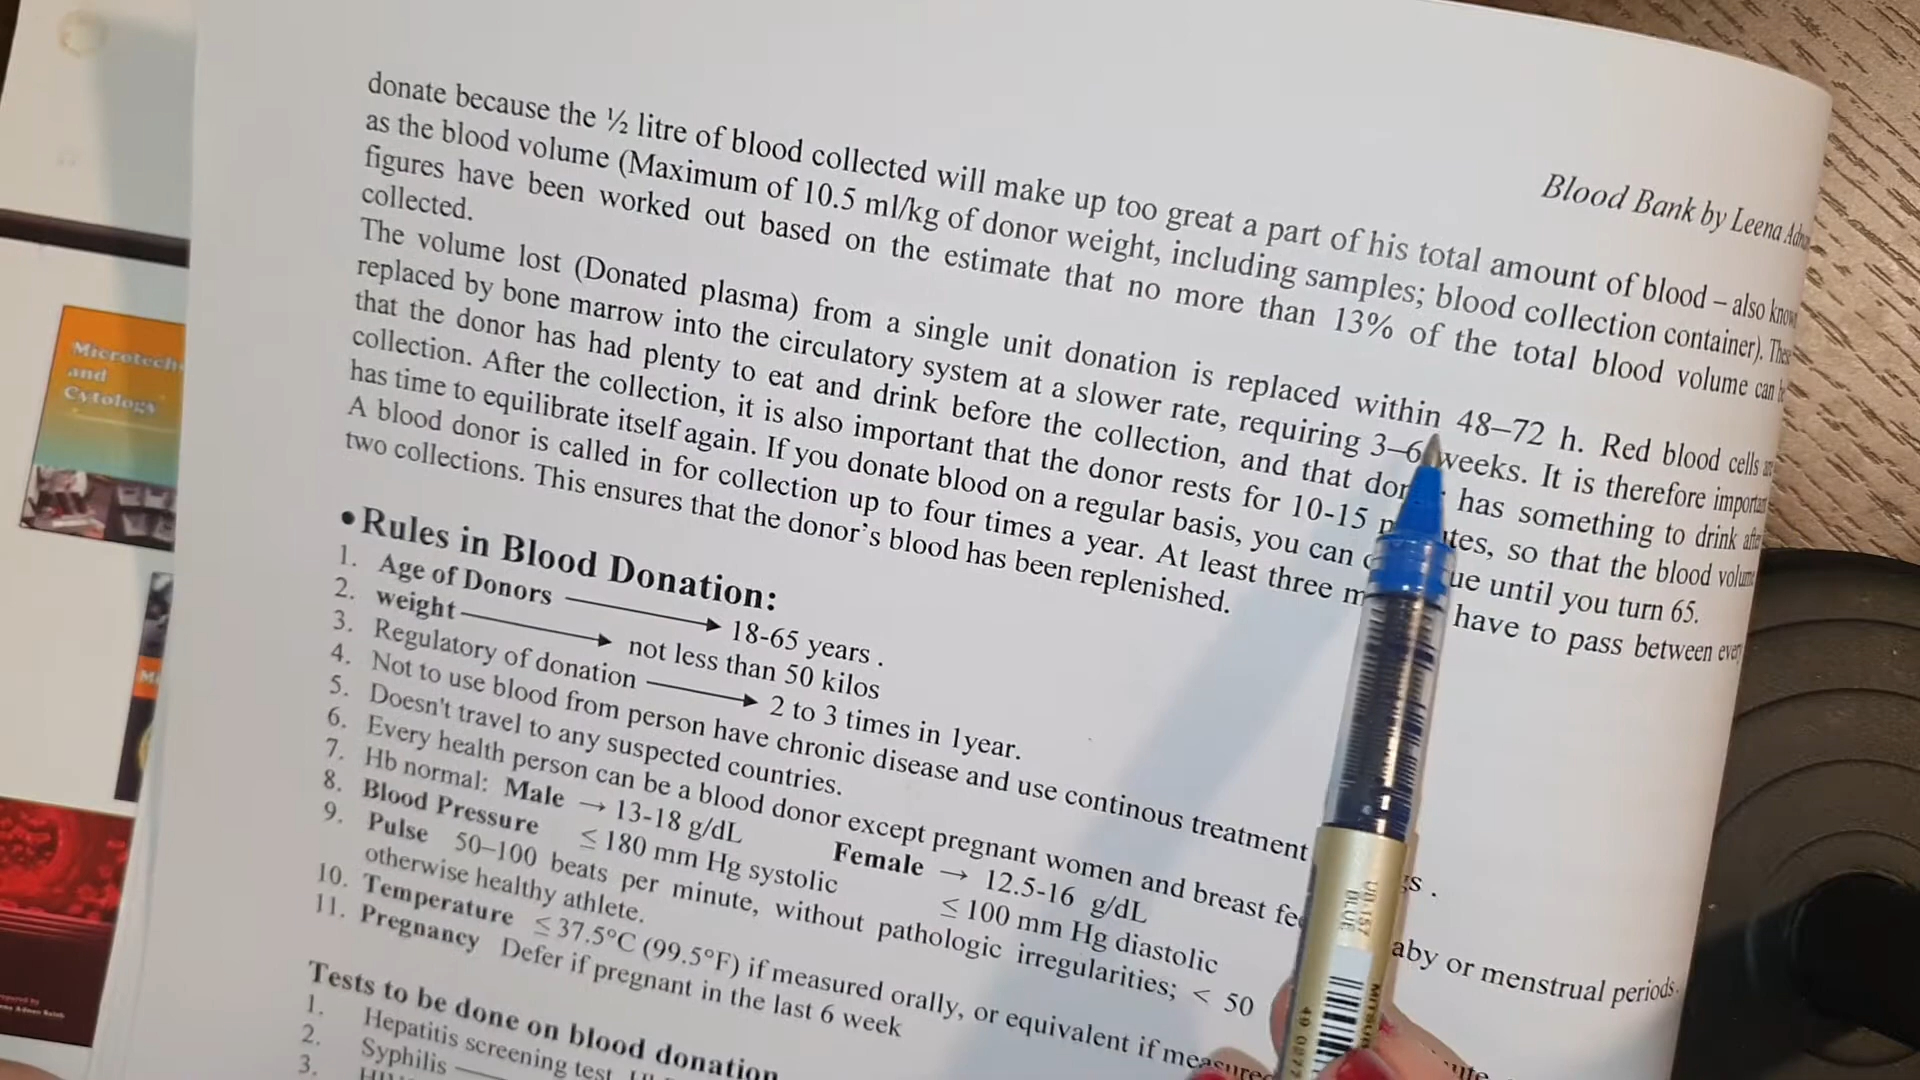 Blood Bank by Leena Adna
donate because the ½ litre of blood collected will make up too great a part of his total amount of blood – also know
as the blood volume (Maximum of 10.5 ml/kg of donor weight, including samples; blood collection container). These
figures have been worked out based on the estimate that no more than 13% of the total blood volume can be
collected.
The volume lost (Donated plasma) from a single unit donation is replaced within 48–72 h. Red blood cells are
replaced by bone marrow into the circulatory system at a slower rate, requiring 3–6 weeks. It is therefore important
that the donor has had plenty to eat and drink before the collection, and that donor has something to drink after
collection. After the collection, it is also important that the donor rests for 10-15 minutes, so that the blood volume
has time to equilibrate itself again. If you donate blood on a regular basis, you can continue until you turn 65.
A blood donor is called in for collection up to four times a year. At least three m have to pass between every
two collections. This ensures that the donor's blood has been replenished.
• Rules in Blood Donation:
1. Age of Donors → 18-65 years .
2. weight → not less than 50 kilos
3. Regulatory of donation → 2 to 3 times in 1year.
4. Not to use blood from person have chronic disease and use continous treatment gs .
5. Doesn't travel to any suspected countries.
6. Every health person can be a blood donor except pregnant women and breast fe aby or menstrual periods.
7. Hb normal: Male → 13-18 g/dL Female → 12.5-16 g/dL
8. Blood Pressure ≤ 180 mm Hg systolic ≤ 100 mm Hg diastolic
9. Pulse 50–100 beats per minute, without pathologic irregularities; < 50
otherwise healthy athlete.
10. Temperature ≤ 37.5°C (99.5°F) if measured orally, or equivalent if measured
11. Pregnancy Defer if pregnant in the last 6 week
Tests to be done on blood donation
1. Hepatitis screening test
2. Syphilis
3.
Microtech
and
Cytology
UB-157
BLUE